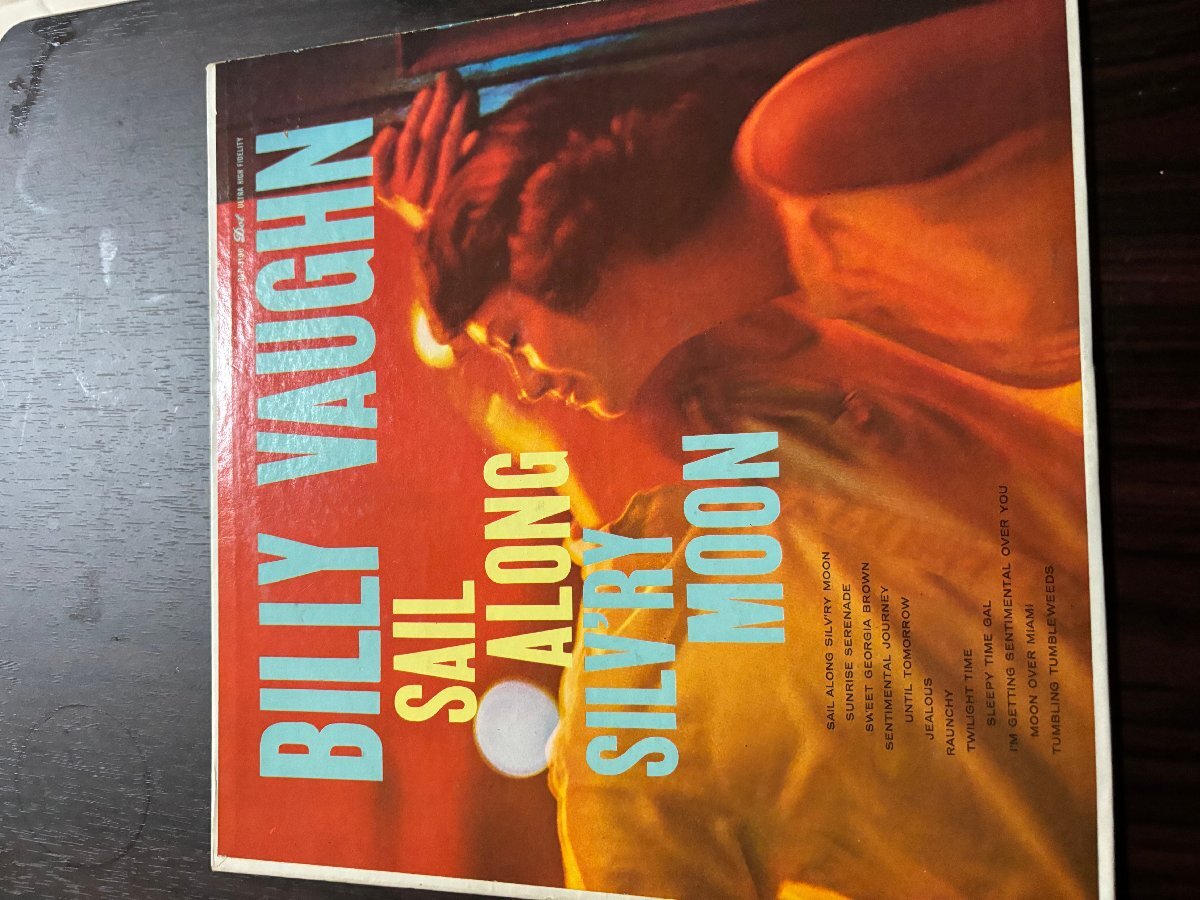 Dot ULTRA HIGH FIDELITY
BILLY VAUGHN
SAIL
ALONG
SILV'RY
MOON
SAIL ALONG SILV'RY MOON
SUNRISE SERENADE
SWEET GEORGIA BROWN
SENTIMENTAL JOURNEY
UNTIL TOMORROW
JEALOUS
RAUNCHY
TWILIGHT TIME
SLEEPY TIME GAL
I'M GETTING SENTIMENTAL OVER YOU
MOON OVER MIAMI
TUMBLING TUMBLEWEEDS